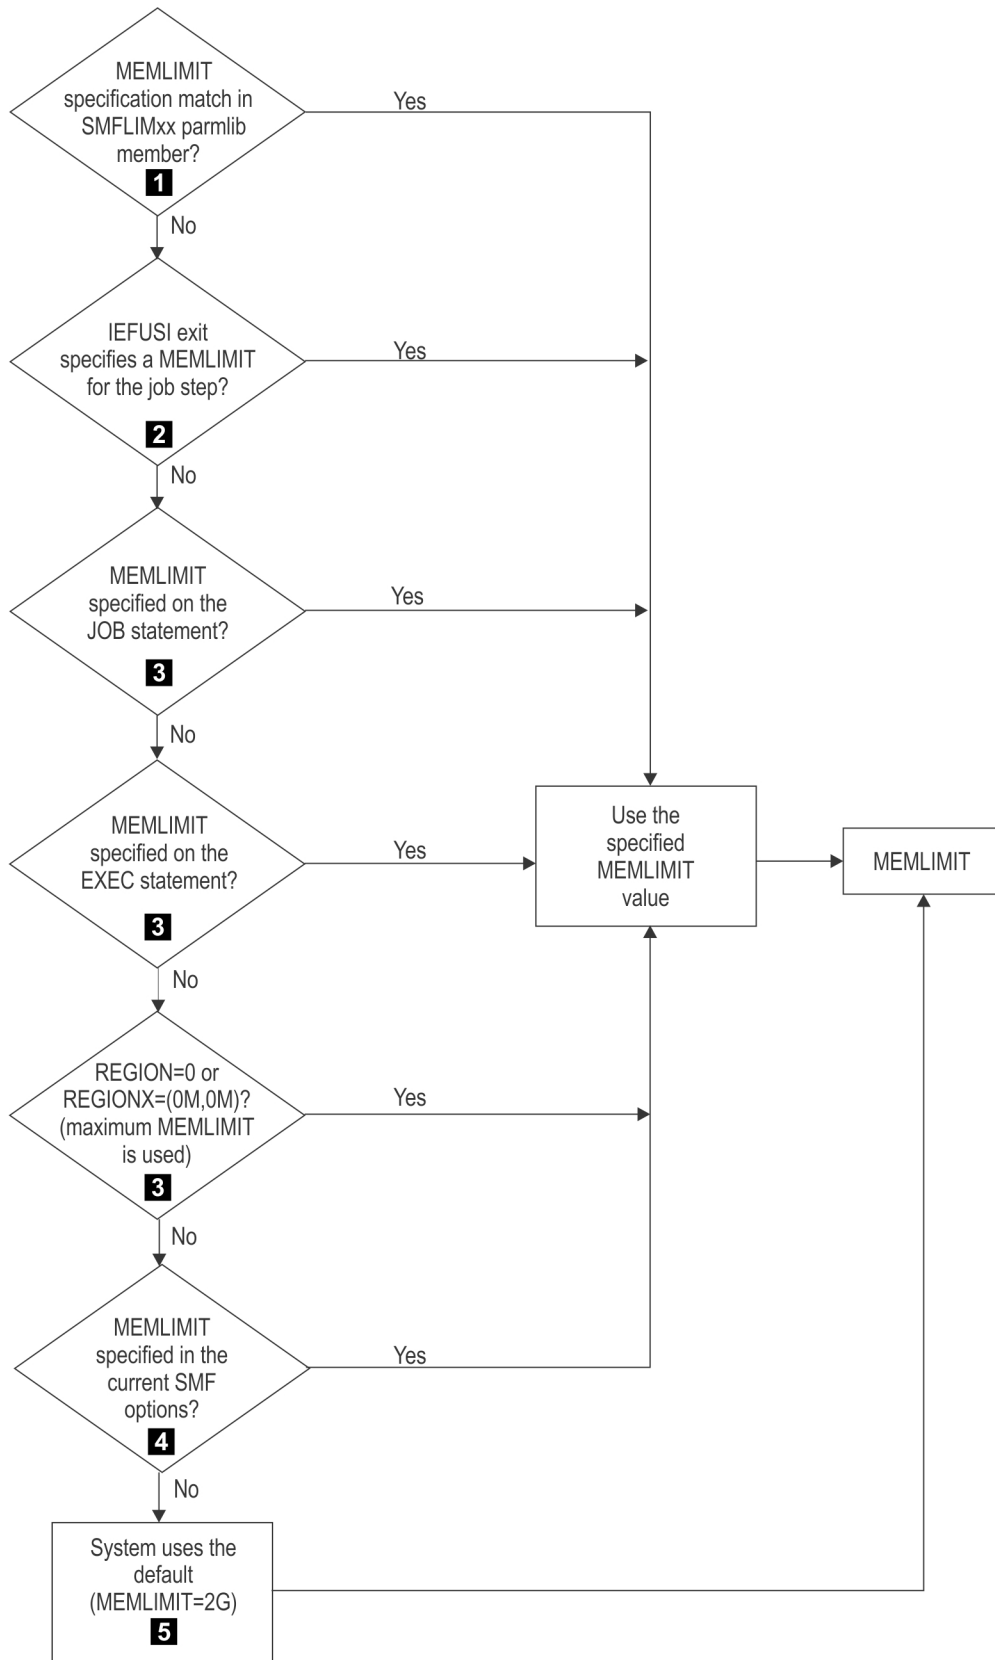 MEMLIMIT
specification match in
SMFLIMxx parmlib
member?
1
Yes
No
IEFUSI exit
specifies a MEMLIMIT
for the job step?
2
Yes
No
MEMLIMIT
specified on the
JOB statement?
3
Yes
No
MEMLIMIT
specified on the
EXEC statement?
3
Yes
Use the
specified
MEMLIMIT
value
MEMLIMIT
No
REGION=0 or
REGIONX=(0M,0M)?
(maximum MEMLIMIT
is used)
3
Yes
No
MEMLIMIT
specified in the
current SMF
options?
4
Yes
No
System uses the
default
(MEMLIMIT=2G)
5